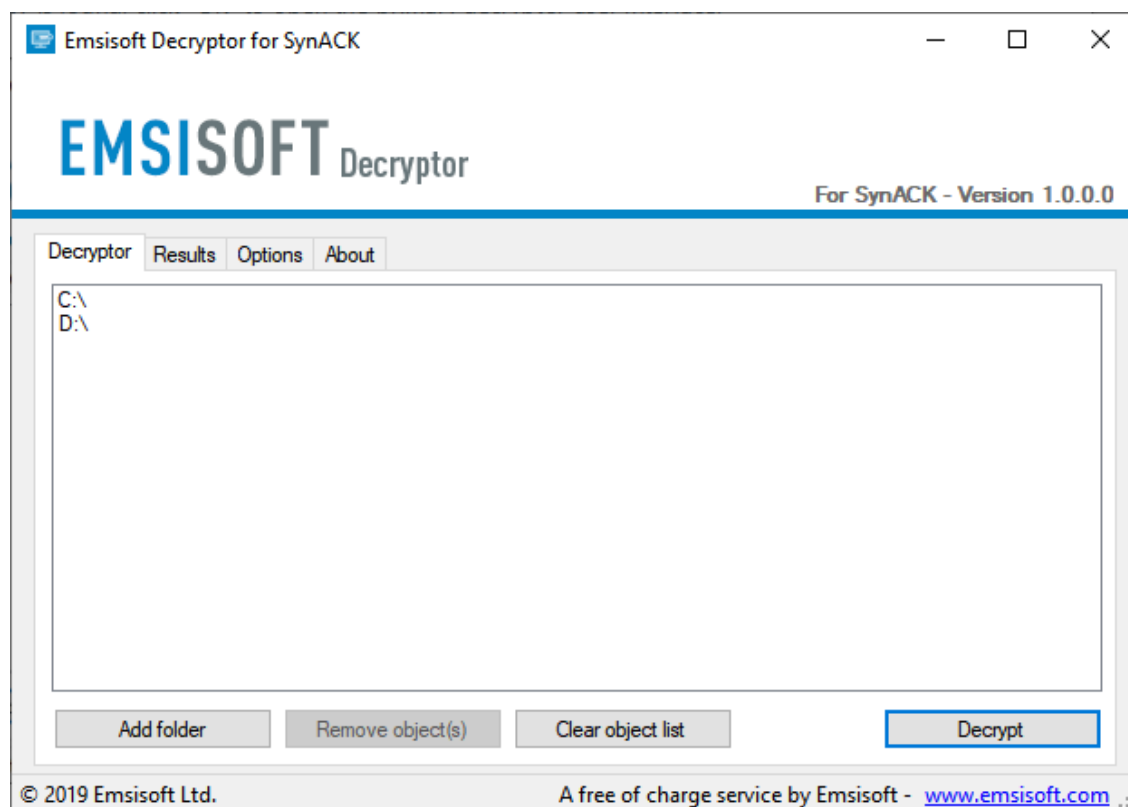 Emsisoft Decryptor for SynACK
EMSISOFT Decryptor
For SynACK - Version 1.0.0.0
Decryptor Results Options About
C:\
D:\
Add folder Remove object(s) Clear object list Decrypt
© 2019 Emsisoft Ltd. A free of charge service by Emsisoft - www.emsisoft.com